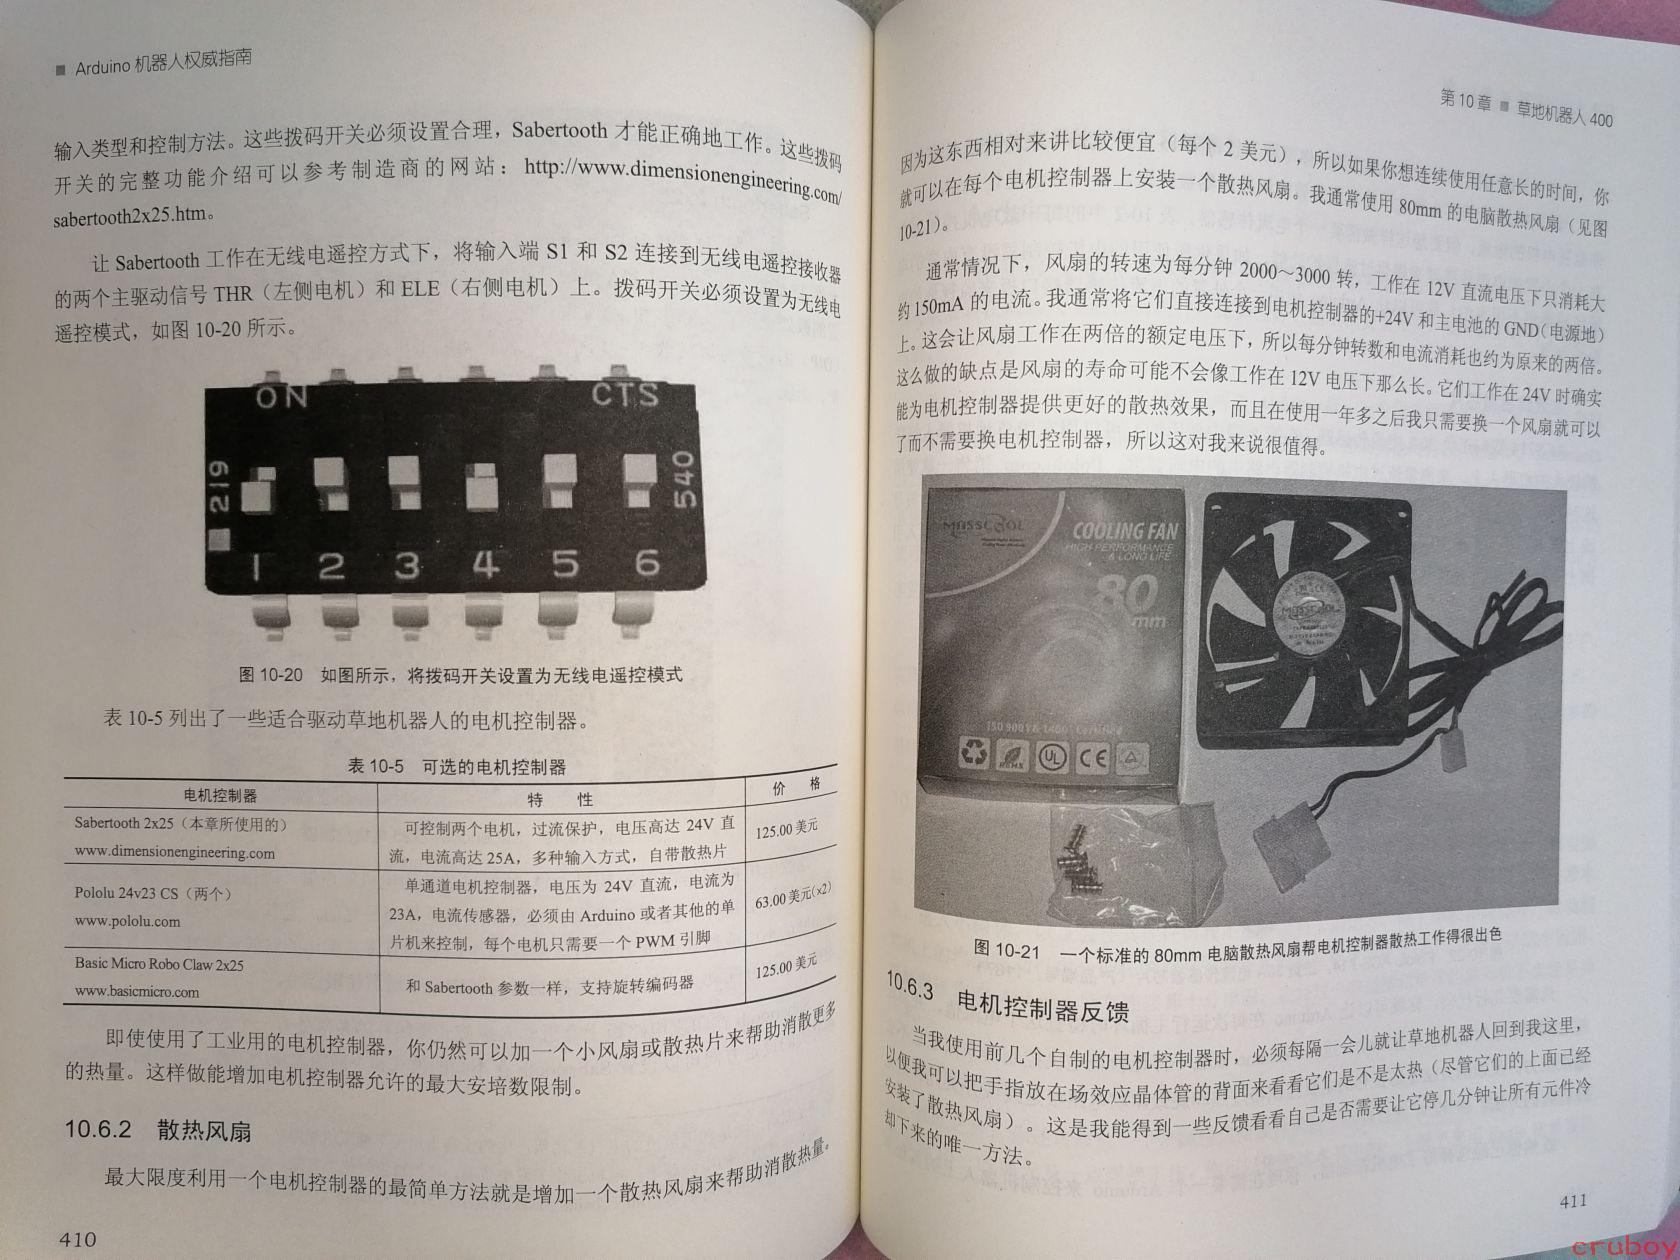 ■ Arduino 机器人权威指南
输入类型和控制方法。这些拨码开关必须设置合理，Sabertooth 才能正确地工作。这些拨码
开关的完整功能介绍可以参考制造商的网站：http://www.dimensionengineering.com/
sabertooth2x25.htm。
让 Sabertooth 工作在无线电遥控方式下，将输入端 S1 和 S2 连接到无线电遥控接收器
的两个主驱动信号 THR（左侧电机）和 ELE（右侧电机）上。拨码开关必须设置为无线电
遥控模式，如图 10-20 所示。
ON CTS
219
540
1 2 3 4 5 6
图 10-20 如图所示，将拨码开关设置为无线电遥控模式
表 10-5 列出了一些适合驱动草地机器人的电机控制器。
表 10-5 可选的电机控制器
电机控制器 特 性 价 格
Sabertooth 2x25（本章所使用的）
www.dimensionengineering.com
可控制两个电机，过流保护，电压高达 24V 直
流，电流高达 25A，多种输入方式，自带散热片
125.00 美元
Pololu 24v23 CS（两个）
www.pololu.com
单通道电机控制器，电压为 24V 直流，电流为
23A，电流传感器，必须由 Arduino 或者其他的单
片机来控制，每个电机只需要一个 PWM 引脚
63.00 美元(x2)
Basic Micro Robo Claw 2x25
www.basicmicro.com
和 Sabertooth 参数一样，支持旋转编码器
125.00 美元
即使使用了工业用的电机控制器，你仍然可以加一个小风扇或散热片来帮助消散更多
的热量。这样做能增加电机控制器允许的最大安培数限制。
10.6.2 散热风扇
最大限度利用一个电机控制器的最简单方法就是增加一个散热风扇来帮助消散热量。
410
第 10 章 ■ 草地机器人 400
因为这东西相对来讲比较便宜（每个 2 美元），所以如果你想连续使用任意长的时间，你
就可以在每个电机控制器上安装一个散热风扇。我通常使用 80mm 的电脑散热风扇（见图
10-21）。
通常情况下，风扇的转速为每分钟 2000～3000 转，工作在 12V 直流电压下只消耗大
约 150mA 的电流。我通常将它们直接连接到电机控制器的+24V 和主电池的 GND（电源地）
上。这会让风扇工作在两倍的额定电压下，所以每分钟转数和电流消耗也约为原来的两倍。
这么做的缺点是风扇的寿命可能不会像工作在 12V 电压下那么长。它们工作在 24V 时确实
能为电机控制器提供更好的散热效果，而且在使用一年多之后我只需要换一个风扇就可以
了而不需要换电机控制器，所以这对我来说很值得。
MASSCOOL
COOLING FAN
HIGH PERFORMANCE
& LONG LIFE
80
mm
ISO 9001 & 1400 Certified
RoHS UL CE
MASSCOOL
图 10-21 一个标准的 80mm 电脑散热风扇帮电机控制器散热工作得很出色
10.6.3 电机控制器反馈
当我使用前几个自制的电机控制器时，必须每隔一会儿就让草地机器人回到我这里，
以便我可以把手指放在场效应晶体管的背面来看看它们是不是太热（尽管它们的上面已经
安装了散热风扇）。这是我能得到一些反馈看看自己是否需要让它停几分钟让所有元件冷
却下来的唯一方法。
411
cruboy